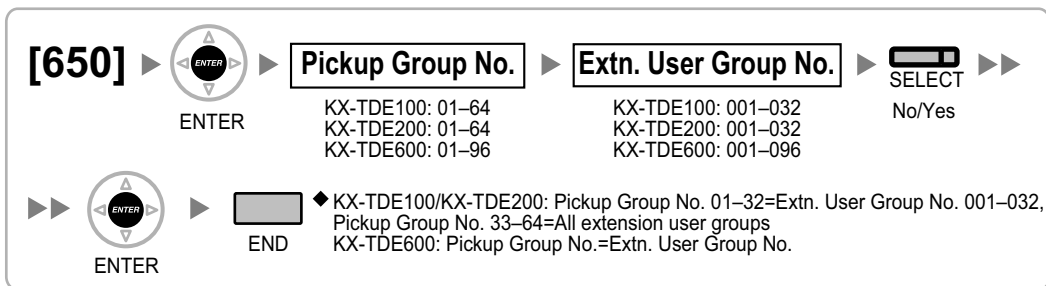 [650] ENTER Pickup Group No. Extn. User Group No. SELECT
ENTER
KX-TDE100: 01–64
KX-TDE200: 01–64
KX-TDE600: 01–96
KX-TDE100: 001–032
KX-TDE200: 001–032
KX-TDE600: 001–096
No/Yes
ENTER
ENTER
END
◆ KX-TDE100/KX-TDE200: Pickup Group No. 01–32=Extn. User Group No. 001–032,
Pickup Group No. 33–64=All extension user groups
KX-TDE600: Pickup Group No.=Extn. User Group No.